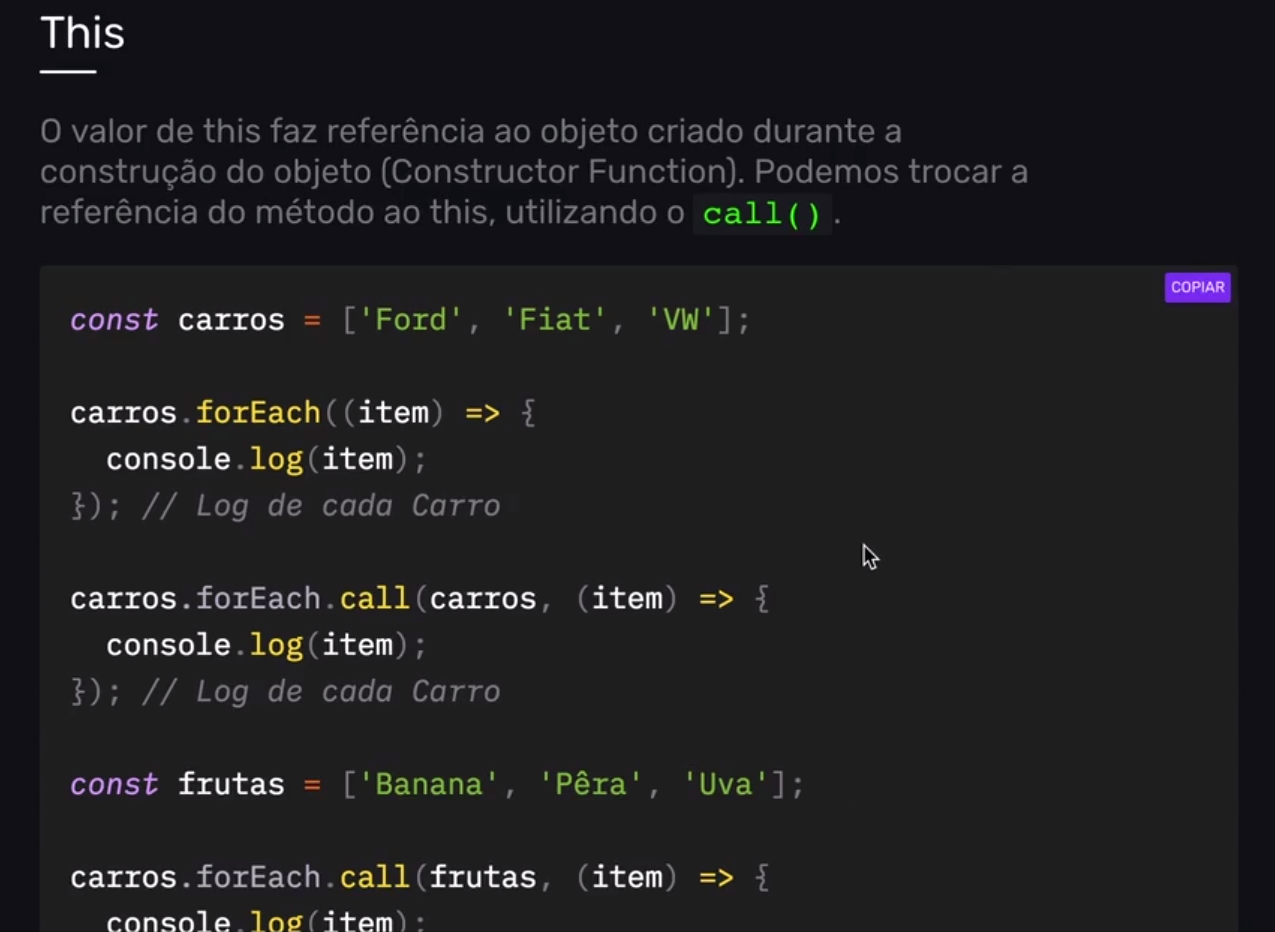 This
O valor de this faz referência ao objeto criado durante a
construção do objeto (Constructor Function). Podemos trocar a
referência do método ao this, utilizando o call().
COPIAR
const carros = ['Ford', 'Fiat', 'VW'];
carros.forEach((item) => {
  console.log(item);
}); // Log de cada Carro
carros.forEach.call(carros, (item) => {
  console.log(item);
}); // Log de cada Carro
const frutas = ['Banana', 'Pêra', 'Uva'];
carros.forEach.call(frutas, (item) => {
  console.log(item);